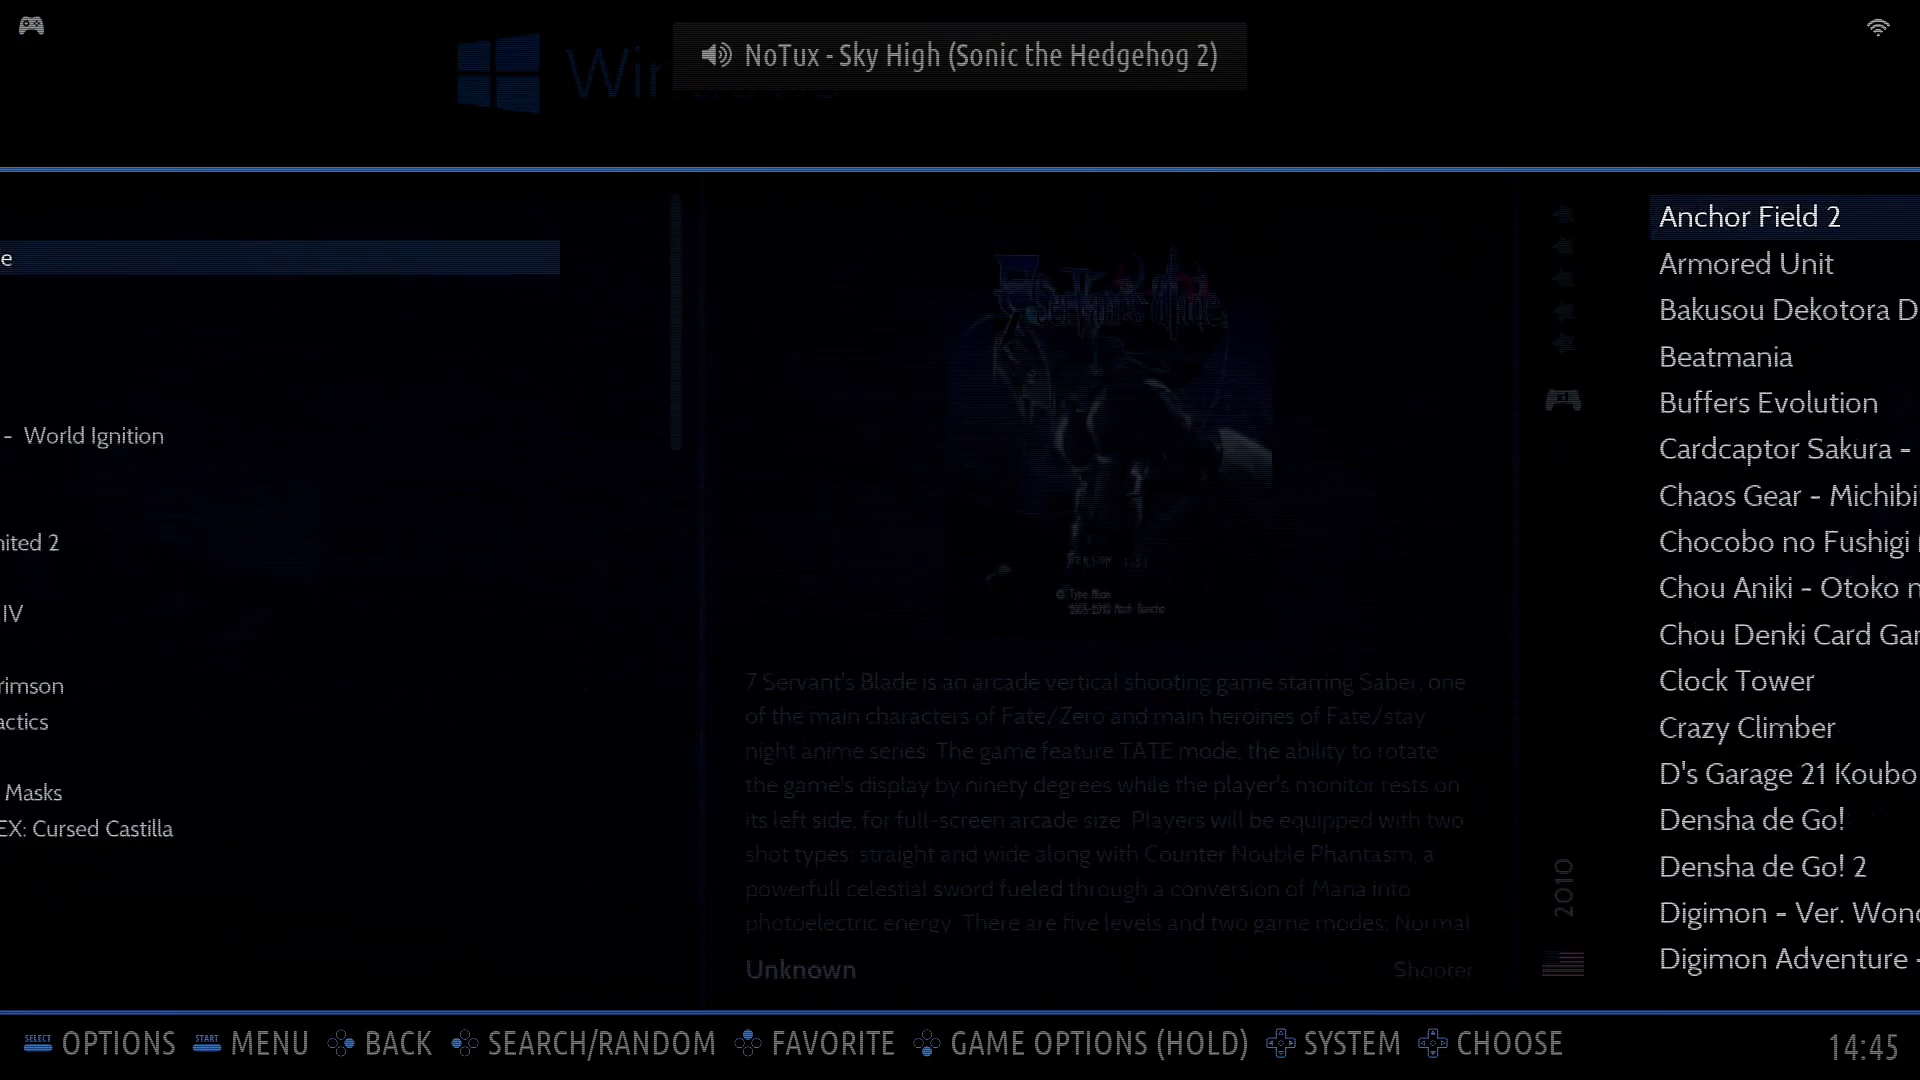 NoTux - Sky High (Sonic the Hedgehog 2)
e
- World Ignition
nited 2
IV
rimson
actics
Masks
EX: Cursed Castilla
7 Servant's Blade is an arcade vertical shooting game starring Saber, one
of the main characters of Fate/Zero and main heroines of Fate/stay
night anime series. The game feature TATE mode, the ability to rotate
the game's display by ninety degrees while the player's monitor rests on
its left side, for full-screen arcade size. Players will be equipped with two
shot types: straight and wide along with Counter Nouble Phantasm, a
powerfull celestial sword fueled through a conversion of Mana into
photoelectric energy. There are five levels and two game modes: Normal
Unknown
Shooter
2010
Anchor Field 2
Armored Unit
Bakusou Dekotora D
Beatmania
Buffers Evolution
Cardcaptor Sakura -
Chaos Gear - Michibi
Chocobo no Fushigi
Chou Aniki - Otoko n
Chou Denki Card Gar
Clock Tower
Crazy Climber
D's Garage 21 Koubo
Densha de Go!
Densha de Go! 2
Digimon - Ver. Won
Digimon Adventure -
SELECT OPTIONS START MENU BACK SEARCH/RANDOM FAVORITE GAME OPTIONS (HOLD) SYSTEM CHOOSE
14:45